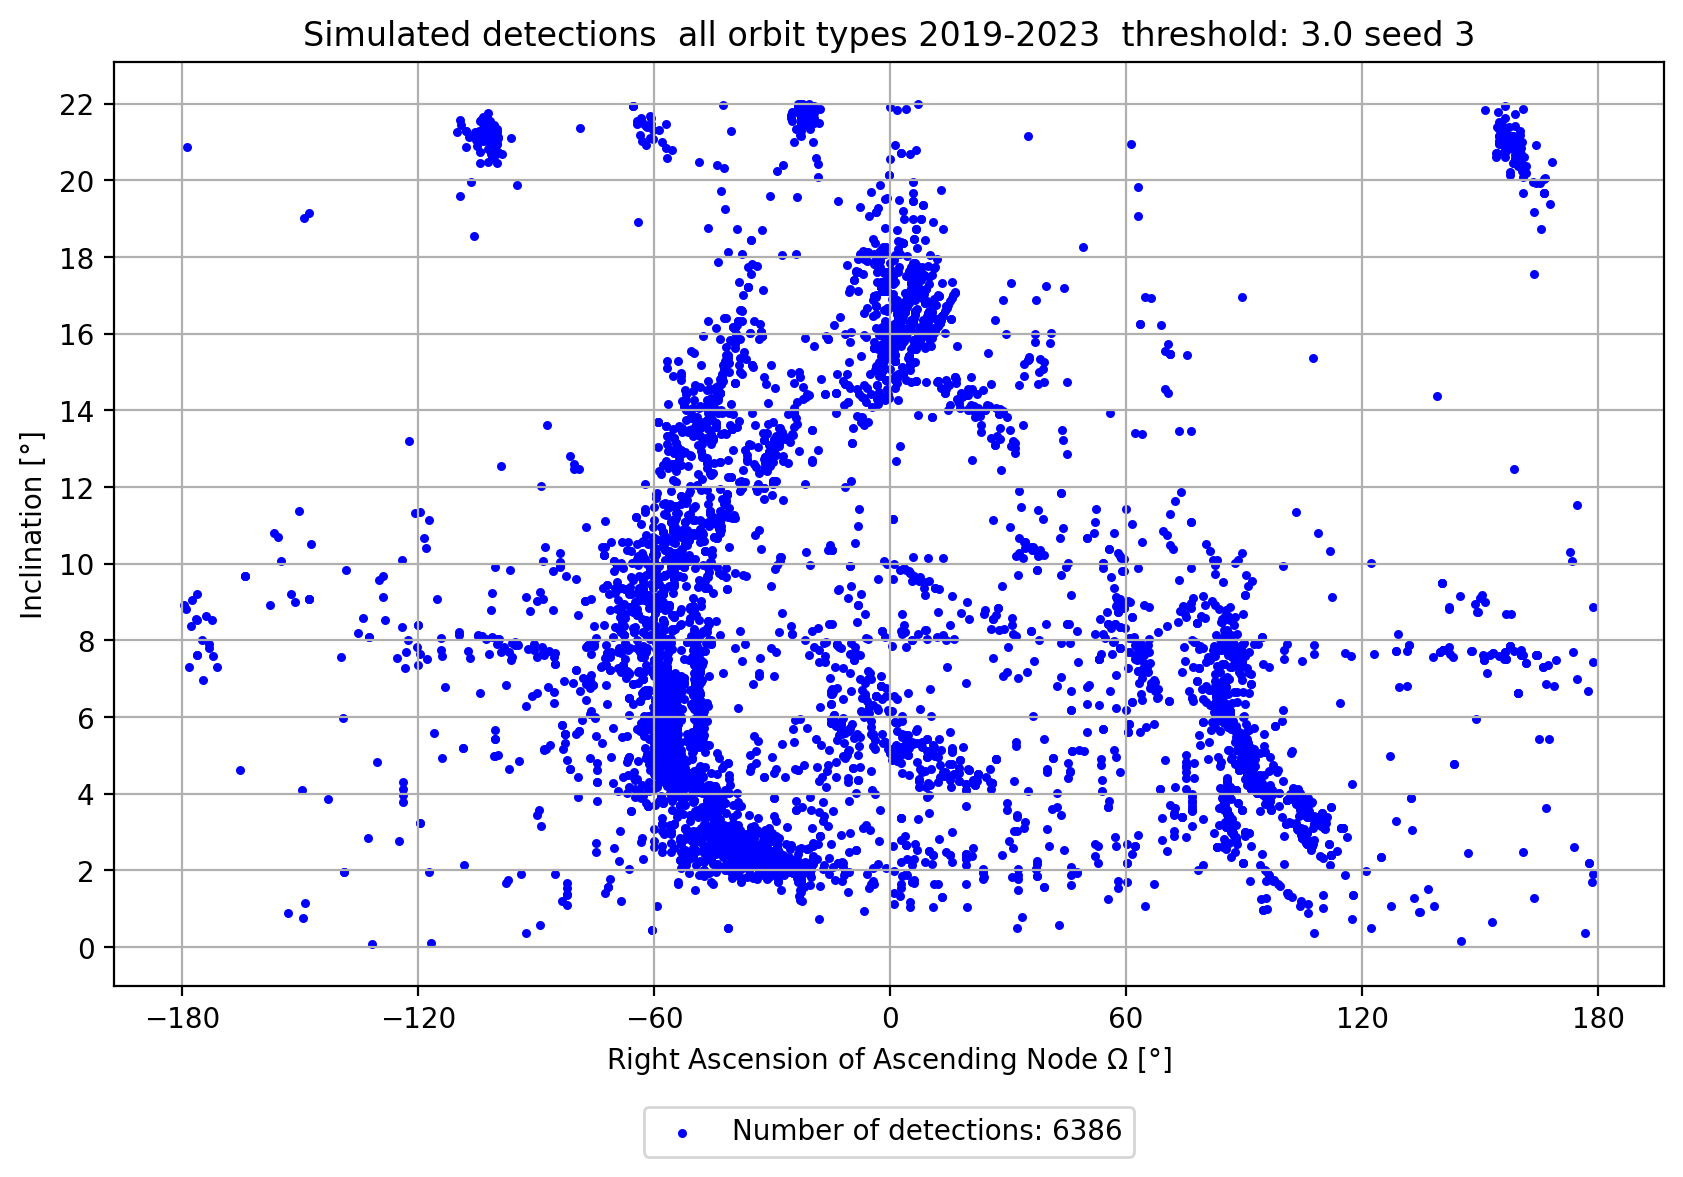 Simulated detections  all orbit types 2019-2023  threshold: 3.0 seed 3
22
20
18
16
14
12
10
8
6
4
2
0
Inclination [°]
−180 −120 −60 0 60 120 180
Right Ascension of Ascending Node Ω [°]
Number of detections: 6386